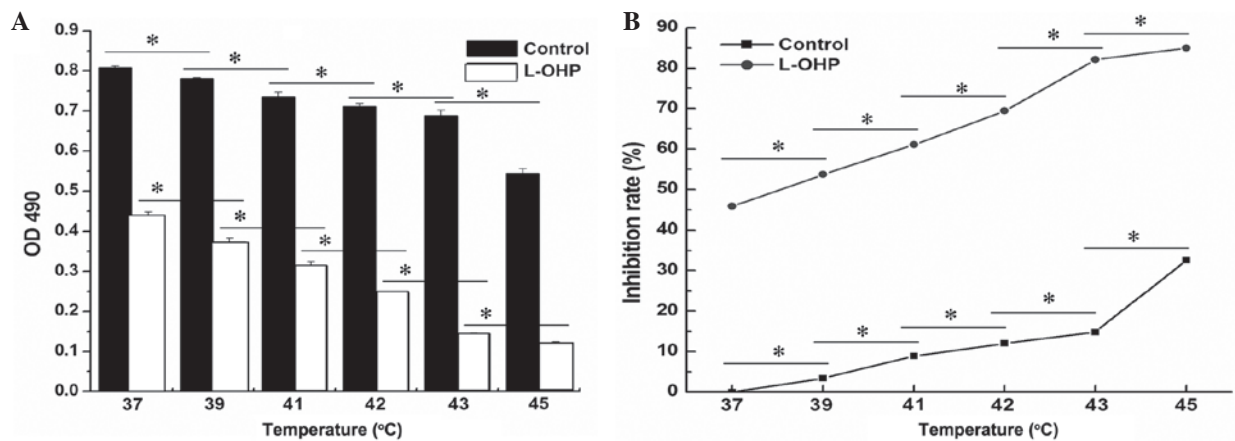 A
0.9
0.8
0.7
0.6
0.5
0.4
0.3
0.2
0.1
0.0
OD 490
Control
L-OHP
* * * * *
* * * * *
37 39 41 42 43 45
Temperature (°C)
B
90
80
70
60
50
40
30
20
10
0
Inhibition rate (%)
Control
L-OHP
* * * * *
* * * * *
37 39 41 42 43 45
Temperature (°C)